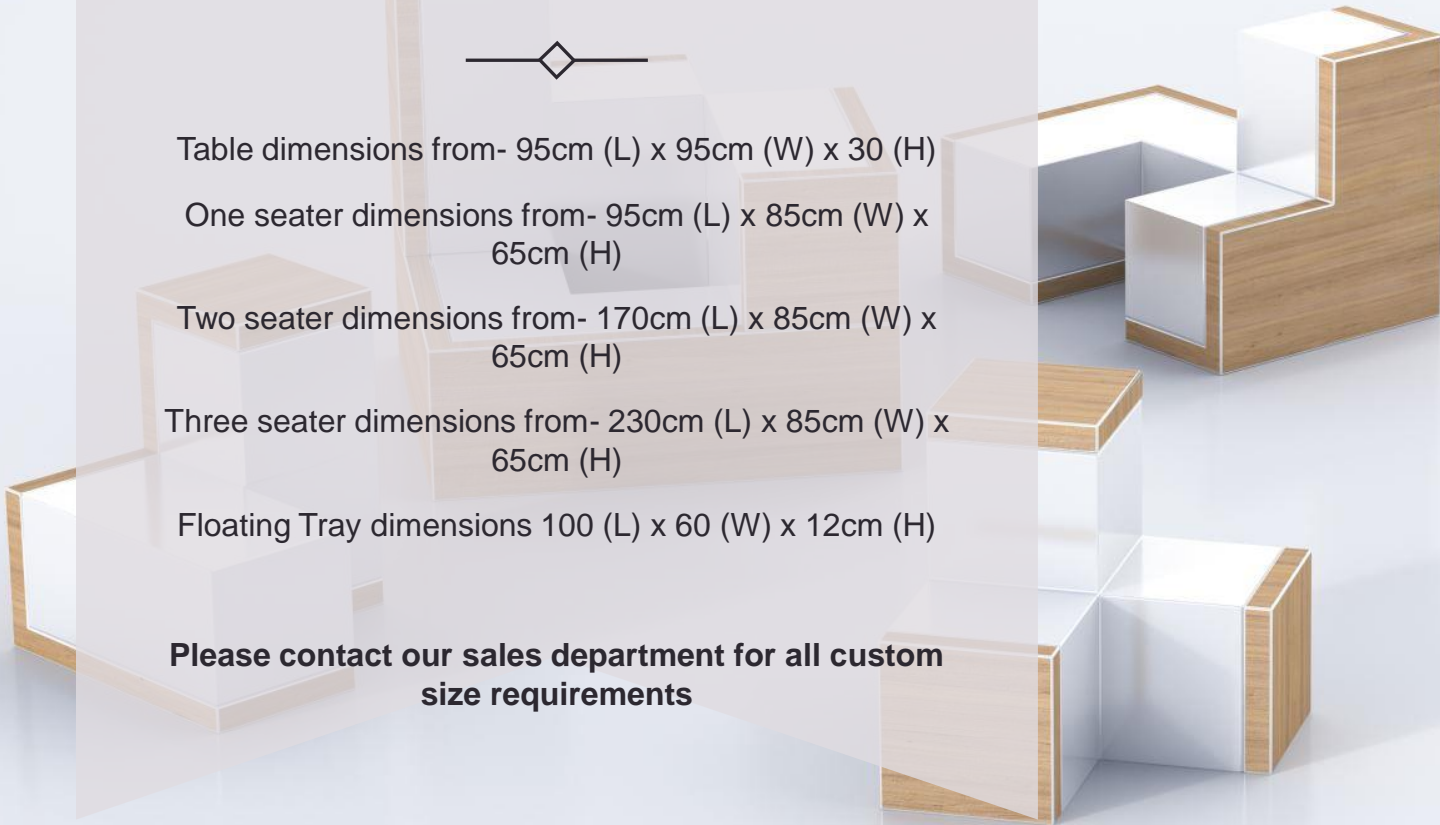 Table dimensions from- 95cm (L) x 95cm (W) x 30 (H)
One seater dimensions from- 95cm (L) x 85cm (W) x
65cm (H)
Two seater dimensions from- 170cm (L) x 85cm (W) x
65cm (H)
Three seater dimensions from- 230cm (L) x 85cm (W) x
65cm (H)
Floating Tray dimensions 100 (L) x 60 (W) x 12cm (H)
Please contact our sales department for all custom
size requirements